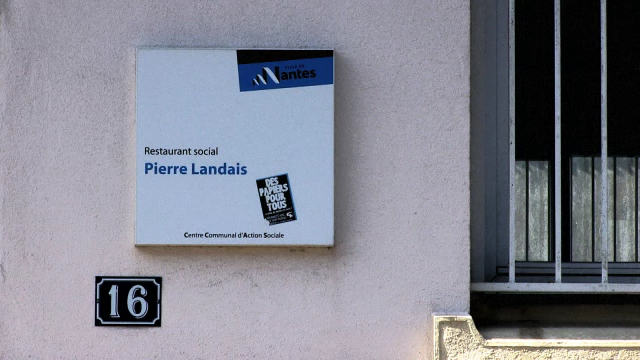 VILLE DE
Nantes
Restaurant social
Pierre Landais
DES
PAPIERS
POUR
TOUS
Centre Communal d'Action Sociale
16